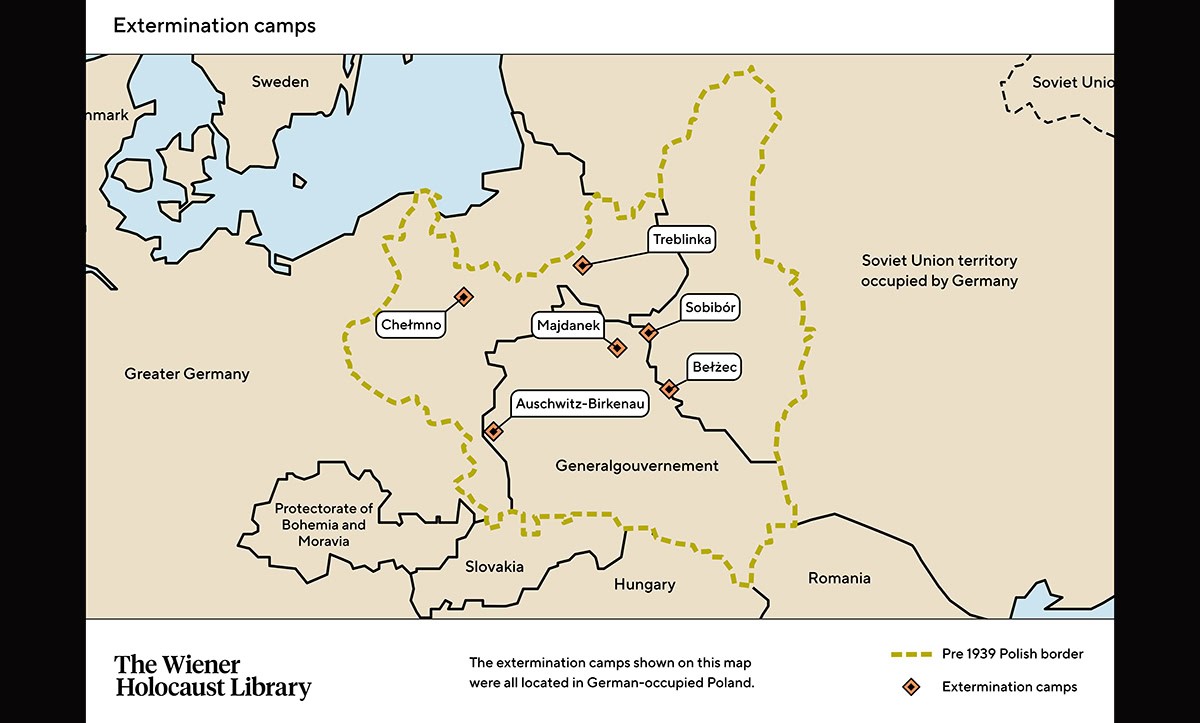 Extermination camps
Sweden
nmark
Soviet Unio
Treblinka
Soviet Union territory
occupied by Germany
Sobibór
Chełmno
Majdanek
Bełżec
Greater Germany
Auschwitz-Birkenau
Generalgouvernement
Protectorate of
Bohemia and
Moravia
Slovakia
Hungary
Romania
The Wiener
Holocaust Library
The extermination camps shown on this map
were all located in German-occupied Poland.
Pre 1939 Polish border
Extermination camps